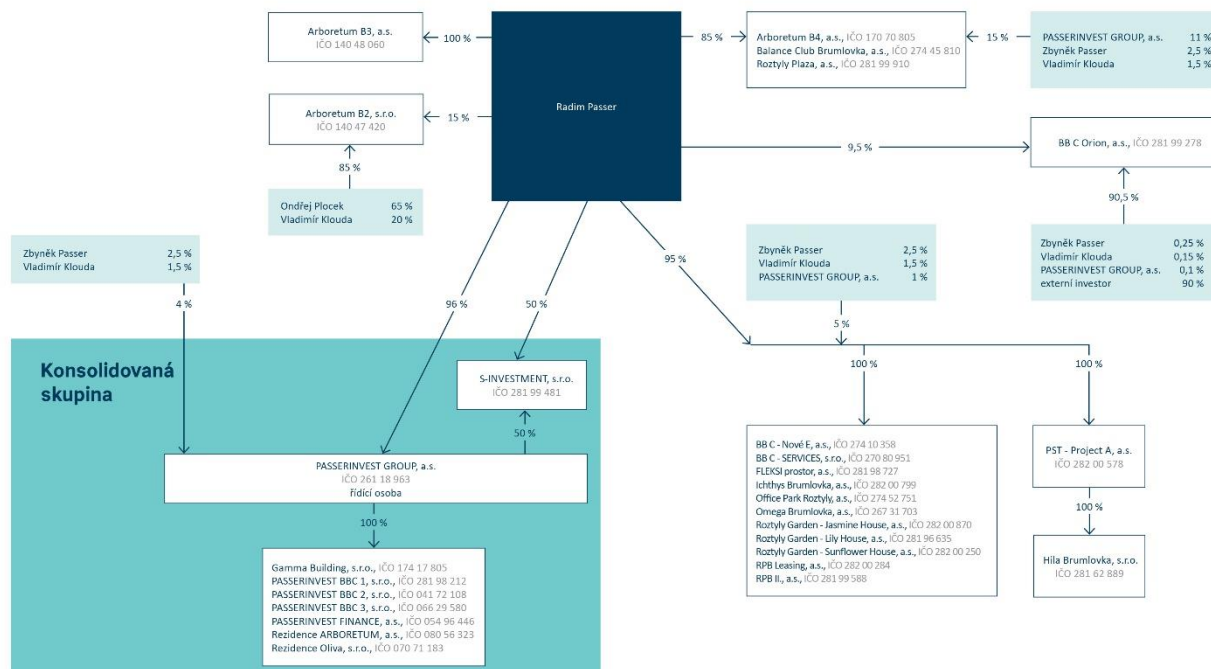 Arboretum B3, a.s.
IČO 140 48 060
100 %
Radim Passer
85 %
Arboretum B4, a.s., IČO 170 70 805
Balance Club Brumlovka, a.s., IČO 274 45 810
Roztyly Plaza, a.s., IČO 281 99 910
15 %
PASSERINVEST GROUP, a.s. 11 %
Zbyněk Passer 2,5 %
Vladimír Klouda 1,5 %
Arboretum B2, s.r.o.
IČO 140 47 420
15 %
85 %
Ondřej Plocek 65 %
Vladimír Klouda 20 %
9,5 %
BB C Orion, a.s., IČO 281 99 278
90,5 %
Zbyněk Passer 0,25 %
Vladimír Klouda 0,15 %
PASSERINVEST GROUP, a.s. 0,1 %
externí investor 90 %
Zbyněk Passer 2,5 %
Vladimír Klouda 1,5 %
4 %
96 %
50 %
95 %
Zbyněk Passer 2,5 %
Vladimír Klouda 1,5 %
PASSERINVEST GROUP, a.s. 1 %
5 %
100 %
100 %
Konsolidovaná
skupina
S-INVESTMENT, s.r.o.
IČO 281 99 481
50 %
PASSERINVEST GROUP, a.s.
IČO 261 18 963
řídící osoba
100 %
Gamma Building, s.r.o., IČO 174 17 805
PASSERINVEST BBC 1, s.r.o., IČO 281 98 212
PASSERINVEST BBC 2, s.r.o., IČO 041 72 108
PASSERINVEST BBC 3, s.r.o., IČO 066 29 580
PASSERINVEST FINANCE, a.s., IČO 054 96 446
Rezidence ARBORETUM, a.s., IČO 080 56 323
Rezidence Oliva, s.r.o., IČO 070 71 183
BB C - Nové E, a.s., IČO 274 10 358
BB C - SERVICES, s.r.o., IČO 270 80 951
FLEKSI prostor, a.s., IČO 281 98 727
Ichthys Brumlovka, a.s., IČO 282 00 799
Office Park Roztyly, a.s., IČO 274 52 751
Omega Brumlovka, a.s., IČO 267 31 703
Roztyly Garden - Jasmine House, a.s., IČO 282 00 870
Roztyly Garden - Lily House, a.s., IČO 281 96 635
Roztyly Garden - Sunflower House, a.s., IČO 282 00 250
RPB Leasing, a.s., IČO 282 00 284
RPB II., a.s., IČO 281 99 588
PST - Project A, a.s.
IČO 282 00 578
100 %
Hila Brumlovka, s.r.o.
IČO 281 62 889